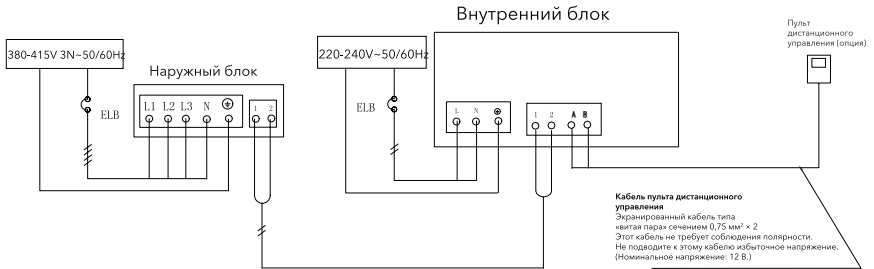 Внутренний блок
Пульт
дистанционного
управления (опция)
380-415V 3N~50/60Hz
220-240V~50/60Hz
Наружный блок
L1 L2 L3 N
1 2
ELB
ELB
L N
1 2 A B
Кабель пульта дистанционного
управления
Экранированный кабель типа
«витая пара» сечением 0,75 мм² × 2
Этот кабель не требует соблюдения полярности.
Не подводите к этому кабелю избыточное напряжение.
(Номинальное напряжение: 12 В.)